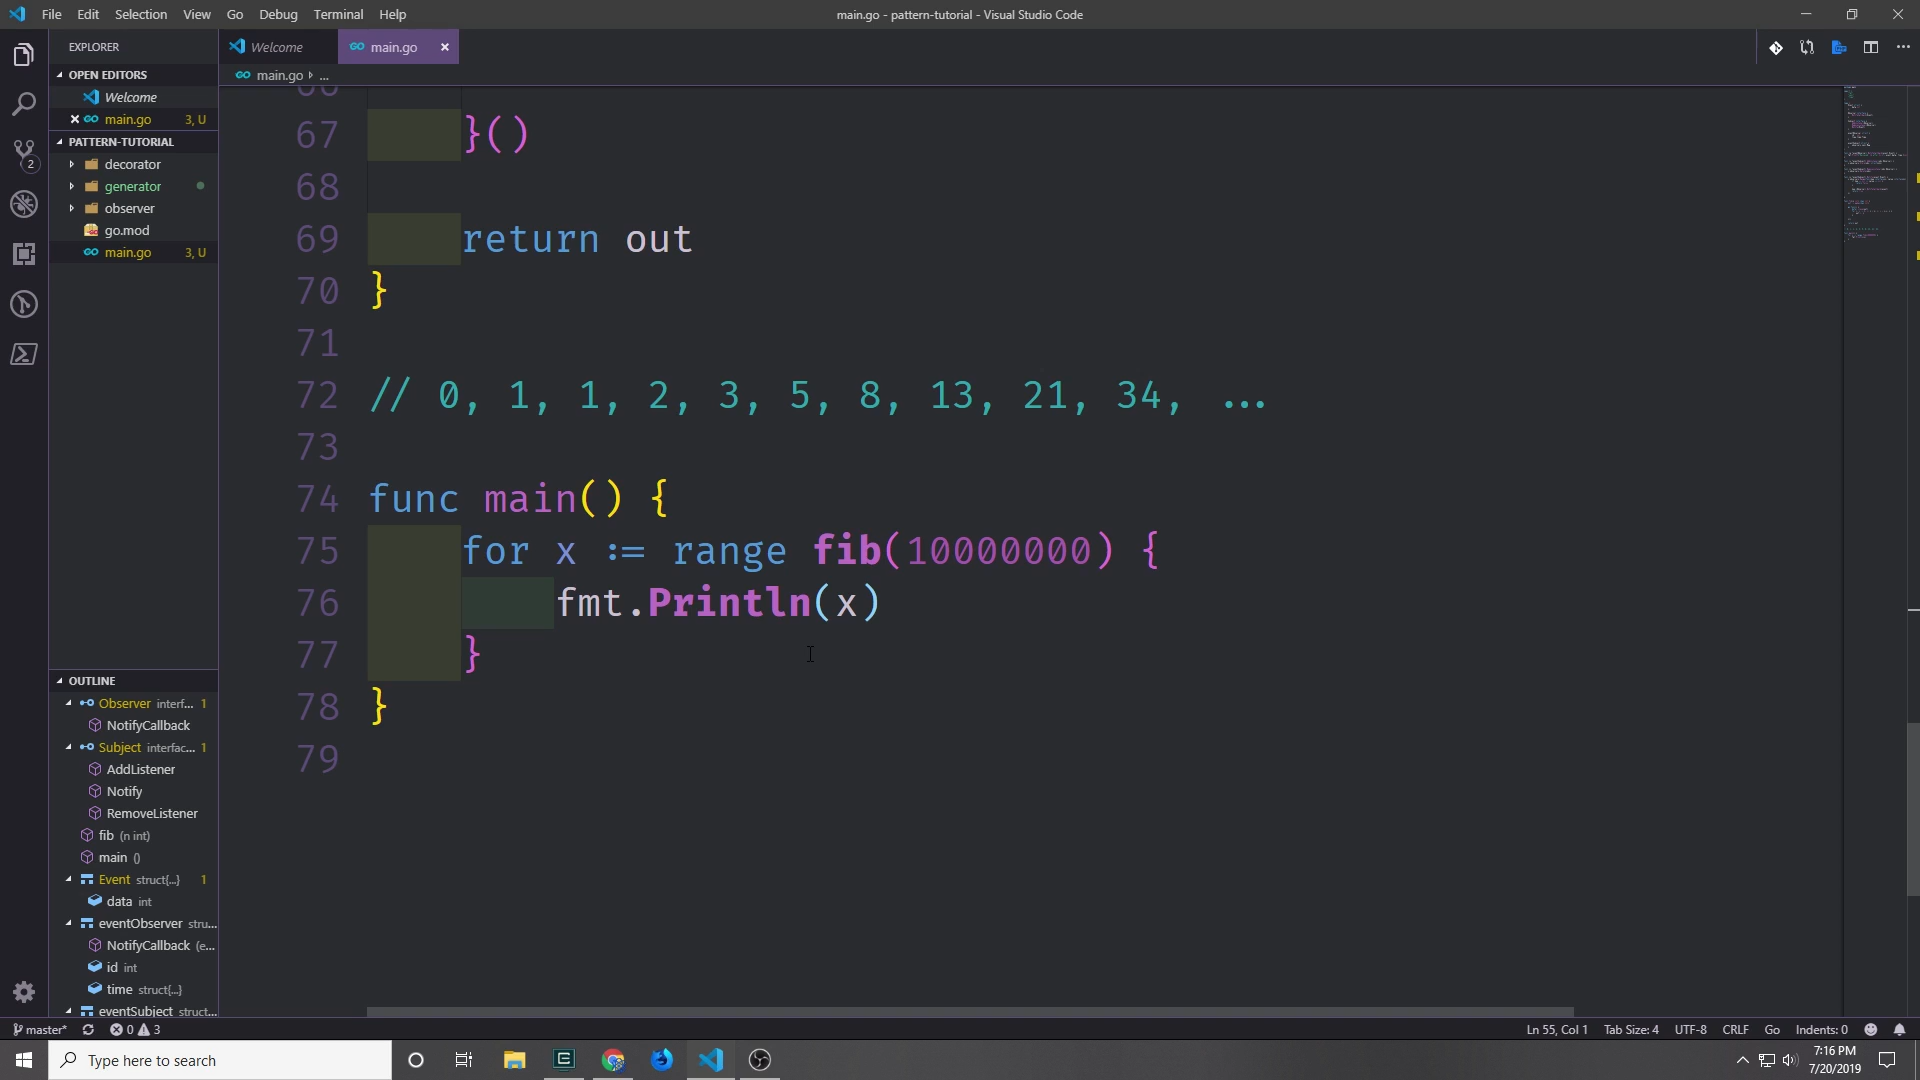 File Edit Selection View Go Debug Terminal Help
main.go - pattern-tutorial - Visual Studio Code
EXPLORER
OPEN EDITORS
Welcome
main.go 3, U
PATTERN-TUTORIAL
decorator
generator
observer
go.mod
main.go 3, U
OUTLINE
Observer interf... 1
NotifyCallback
Subject interfac... 1
AddListener
Notify
RemoveListener
fib (n int)
main ()
Event struct{...} 1
data int
eventObserver stru...
NotifyCallback (e...
id int
time struct{...}
eventSubject struct...
2
Welcome
main.go
main.go ...
66
67 }()
68
69 return out
70 }
71
72 // 0, 1, 1, 2, 3, 5, 8, 13, 21, 34, ...
73
74 func main() {
75 for x := range fib(10000000) {
76 fmt.Println(x)
77 }
78 }
79
master* 0 3
Ln 55, Col 1 Tab Size: 4 UTF-8 CRLF Go Indents: 0
Type here to search
7:16 PM
7/20/2019